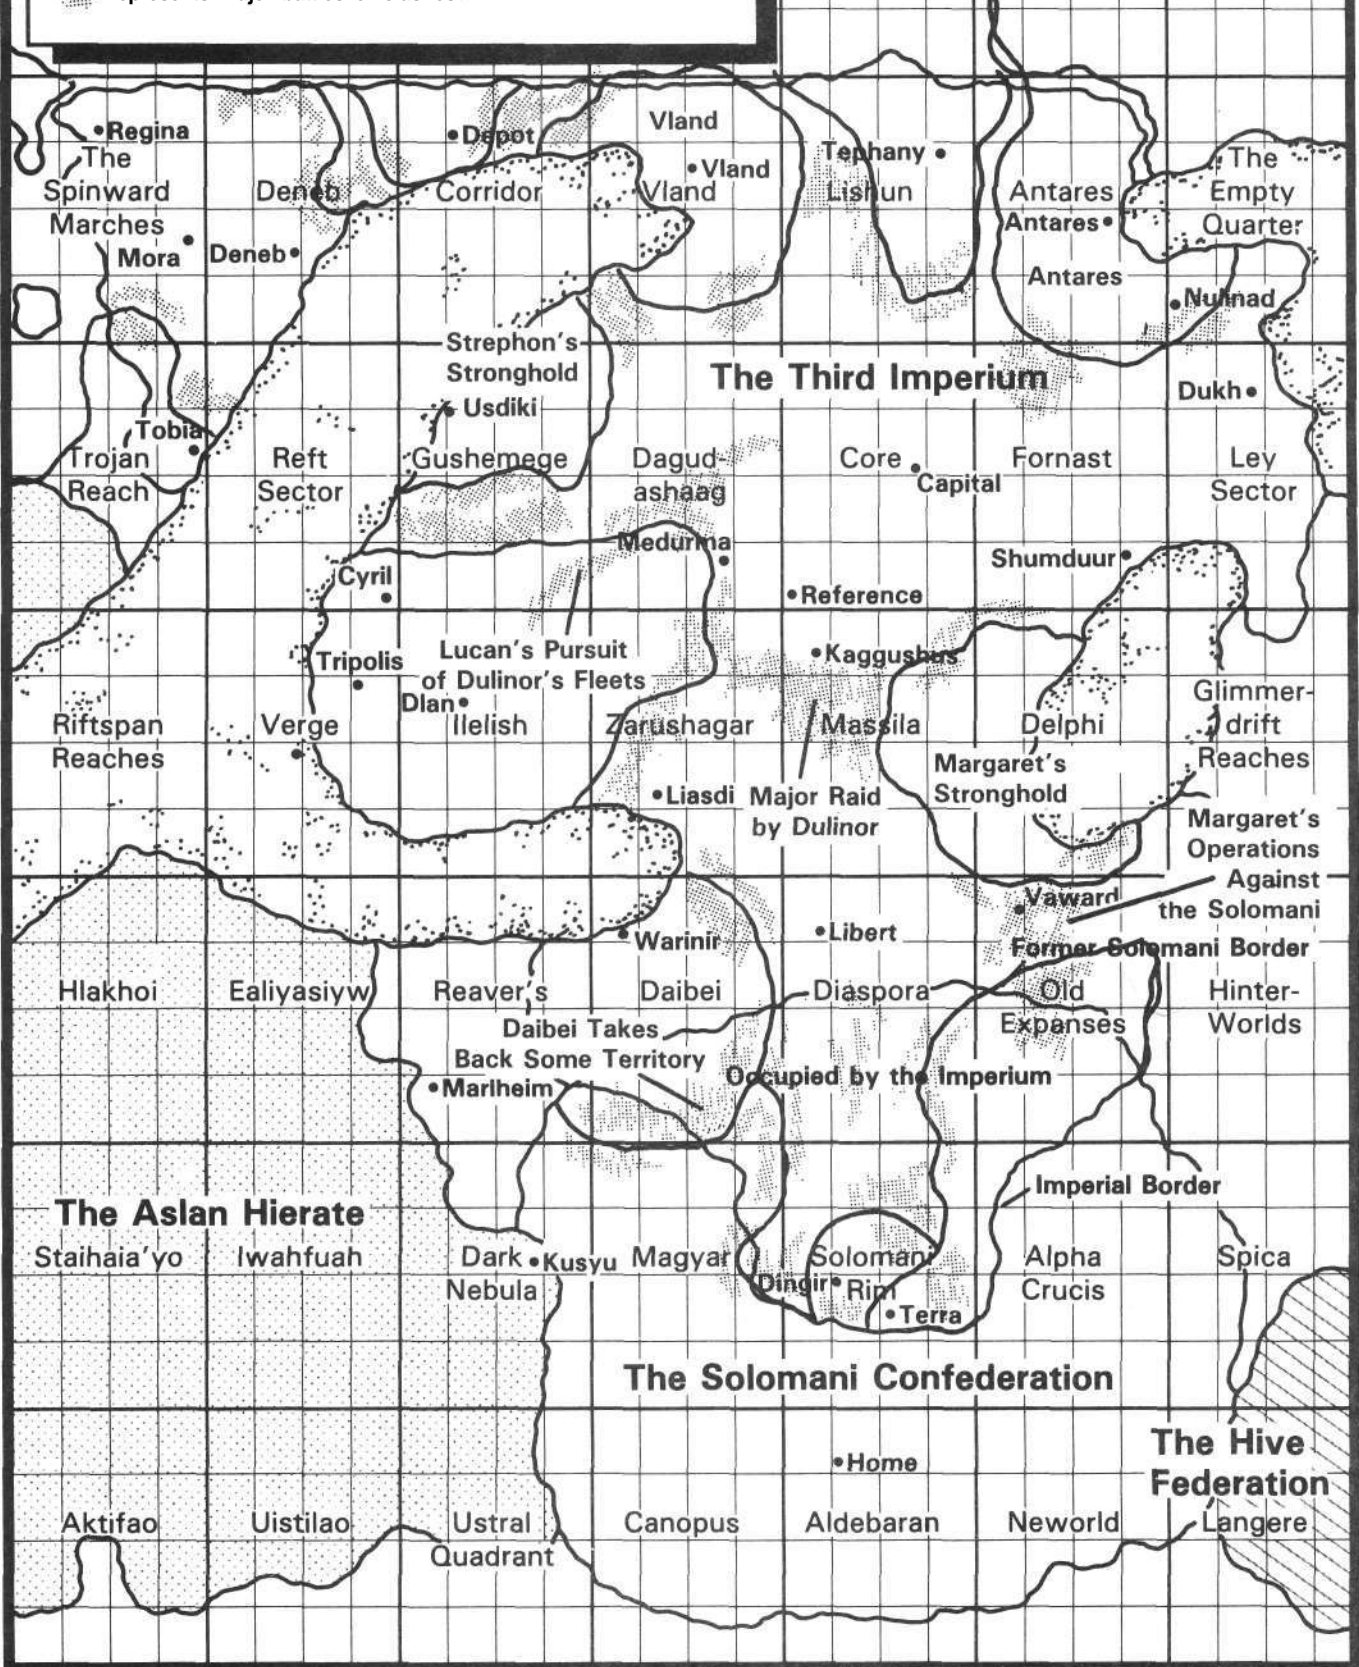 Regina
The
Spinward
Marches
Mora
Deneb
Deneb
Depot
Corridor
Vland
Vland
Vland
Tephany
Lishun
Antares
Antares
Antares
The
Empty
Quarter
Nulinad
Strephon's
Stronghold
Usdiki
The Third Imperium
Dukh
Tobia
Trojan
Reach
Reft
Sector
Gushemege
Dagud-
ashaag
Core
Capital
Fornast
Ley
Sector
Medurma
Cyril
Shumduur
Reference
Lucan's Pursuit
of Dulinor's Fleets
Tripolis
Dlan
Ilelish
Kaggushus
Riftspan
Reaches
Verge
Zarushagar
Massila
Delphi
Glimmer-
drift
Reaches
Margaret's
Stronghold
Liasdi
Major Raid
by Dulinor
Margaret's
Operations
Against
the Solomani
Vaward
Warinir
Libert
Former Solomani Border
Hlakhoi
Ealiyasiyw
Reaver's
Daibei
Diaspora
Old
Expanses
Hinter-
Worlds
Daibei Takes
Back Some Territory
Occupied by the Imperium
Marlheim
Imperial Border
The Aslan Hierate
Staihaia'yo
Iwahfuah
Dark
Nebula
Kusyu
Magyar
Solomani
Rim
Dingir
Terra
Alpha
Crucis
Spica
The Solomani Confederation
Home
The Hive
Federation
Aktifao
Uistilao
Ustral
Quadrant
Canopus
Aldebaran
Neworld
Langere